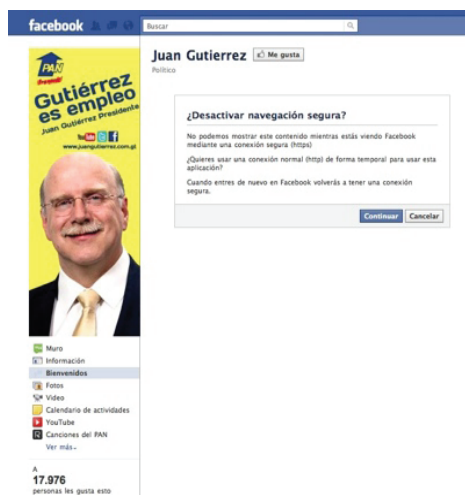 facebook
Buscar
Juan Gutierrez
Me gusta
Político
PAN
Gutiérrez
es empleo
Juan Gutiérrez Presidente
www.juangutierrez.com.gt
¿Desactivar navegación segura?
No podemos mostrar este contenido mientras estás viendo Facebook
mediante una conexión segura (https)
¿Quieres usar una conexión normal (http) de forma temporal para usar esta
aplicación?
Cuando entres de nuevo en Facebook volverás a tener una conexión
segura.
Continuar
Cancelar
Muro
Información
Bienvenidos
Fotos
Video
Calendario de actividades
YouTube
Canciones del PAN
Ver más
A
17.976
personas les gusta esto